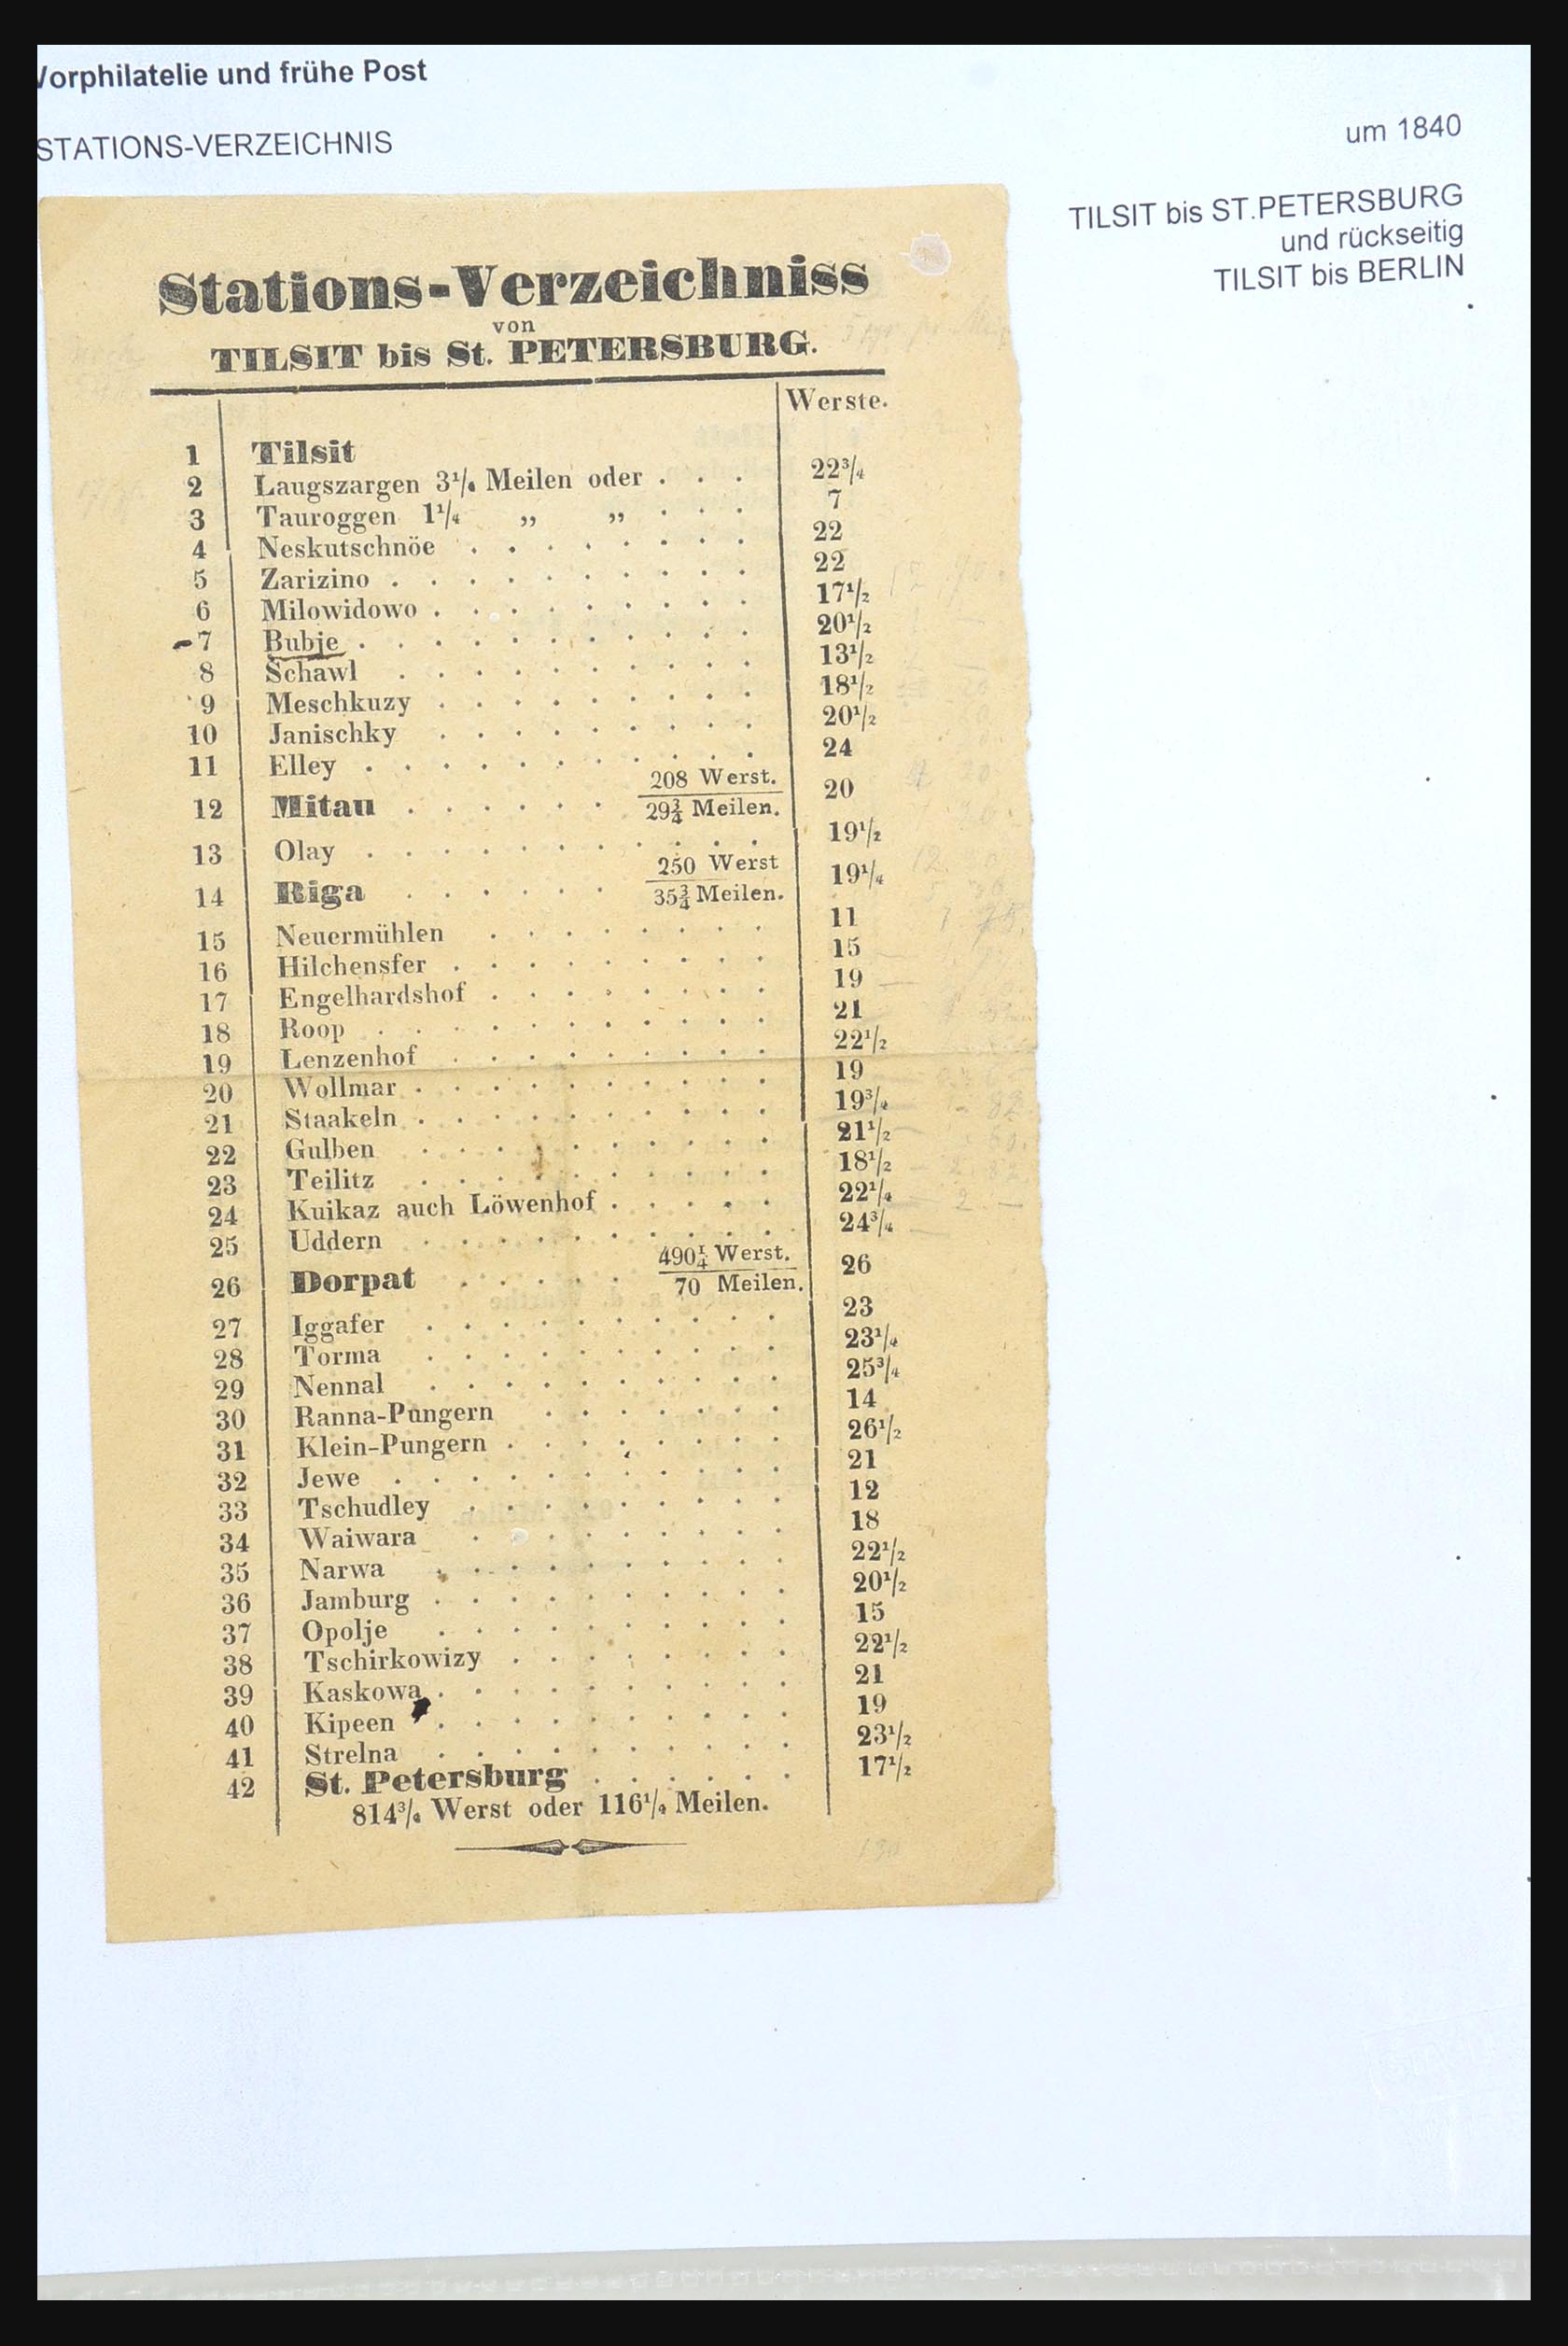 Vorphilatelie und frühe Post
STATIONS-VERZEICHNIS
um 1840
TILSIT bis ST.PETERSBURG
und rückseitig
TILSIT bis BERLIN
Stations-Verzeichniss
von
TILSIT bis St. PETERSBURG.
Werste.
1 Tilsit
2 Laugszargen 3¼ Meilen oder . . . 22¾
3 Tauroggen 1¼ „ „ . . . 7
4 Neskutschnöe . . . . . . . . 22
5 Zarizino . . . . . . . . . . 22
6 Milowidowo . . . . . . . . . 17½
7 Bubje . . . . . . . . . . . 20½
8 Schawl . . . . . . . . . . 13½
9 Meschkuzy . . . . . . . . . 18½
10 Janischky . . . . . . . . . 20½
11 Elley . . . . . . . . . . . 24
208 Werst.
12 Mitau . . . . . . 20
29¾ Meilen.
13 Olay . . . . . . . . . . . 19½
250 Werst
14 Riga . . . . . . 19¼
35¾ Meilen.
15 Neuermühlen . . . . . . . . 11
16 Hilchensfer . . . . . . . . . 15
17 Engelhardshof . . . . . . . . 19
18 Roop . . . . . . . . . . . 21
19 Lenzenhof . . . . . . . . . 22½
20 Wollmar . . . . . . . . . . 19
21 Staakeln . . . . . . . . . . 19¾
22 Gulben . . . . . . . . . . 21½
23 Teilitz . . . . . . . . . . 18½
24 Kuikaz auch Löwenhof . . . . . 22¼
25 Uddern . . . . . . . . . . 24¾
490¼ Werst.
26 Dorpat . . . . . 26
70 Meilen.
27 Iggafer . . . . . . . . . . 23
28 Torma . . . . . . . . . . 23¼
29 Nennal . . . . . . . . . . 25¾
30 Ranna-Pungern . . . . . . . 14
31 Klein-Pungern . . . . . . . . 26½
32 Jewe . . . . . . . . . . . 21
33 Tschudley . . . . . . . . . 12
34 Waiwara . . . . . . . . . 18
35 Narwa . . . . . . . . . . 22½
36 Jamburg . . . . . . . . . . 20½
37 Opolje . . . . . . . . . . 15
38 Tschirkowizy . . . . . . . . 22½
39 Kaskowa . . . . . . . . . . 21
40 Kipeen . . . . . . . . . . 19
41 Strelna . . . . . . . . . . 23½
42 St. Petersburg . . . . . . 17½
814¾ Werst oder 116¼ Meilen.